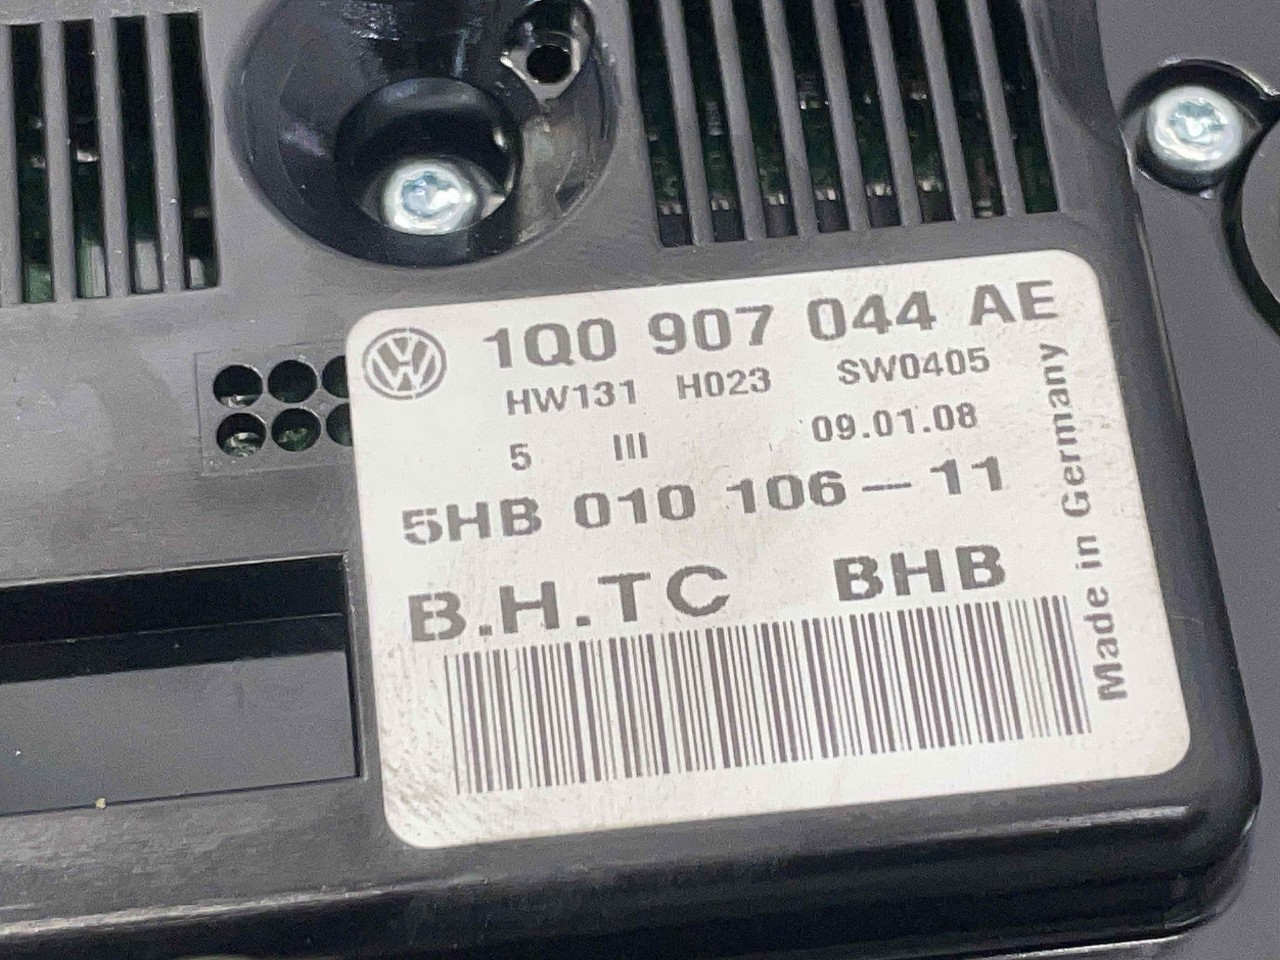 1Q0 907 044 AE
HW131 H023 SW0405
5 III 09.01.08
5HB 010 106-11
B.H.TC BHB
Made in Germany